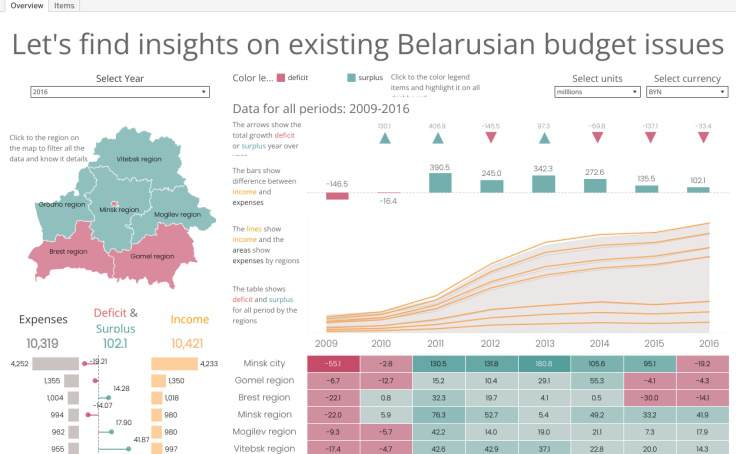 Overview Items
Let's find insights on existing Belarusian budget issues
Select Year
2016
Color le... deficit surplus
Click to the color legend
items and highlight it on all
Select units
millions
Select currency
BYN
Data for all periods: 2009-2016
Click to the region on
the map to filter all the
data and know it details
Vitebsk region
Grodno region
Minsk region
Mogilev region
Brest region
Gomel region
The arrows show the
total growth deficit
or surplus year over
130.1 406.9 -145.5 97.3 -69.8 -137.1 -33.4
The bars show
difference between
income and
expenses
-146.5 -16.4 390.5 245.0 342.3 272.6 135.5 102.1
The lines show
income and the
areas show
expenses by regions
The table shows
deficit and surplus
for all period by the
regions
2009 2010 2011 2012 2013 2014 2015 2016
Minsk city -55.1 -2.8 130.5 131.8 180.8 105.6 95.1 -19.2
Gomel region -6.7 -12.7 15.2 10.4 29.1 55.3 -4.1 -4.3
Brest region -22.1 0.8 32.3 19.7 4.1 0.5 -30.0 -14.1
Minsk region -22.0 5.9 76.3 52.7 5.4 49.2 33.2 41.9
Mogilev region -9.3 -5.7 42.2 14.0 19.0 21.1 7.3 17.9
Vitebsk region -17.4 -4.7 42.6 42.9 37.1 22.8 20.0 14.3
Expenses
10,319
Deficit &
Surplus
102.1
Income
10,421
4,252 -19.21 4,233
1,355 1,350
1,004 14.28 1,018
994 -14.07 980
962 17.90 980
955 41.87 997